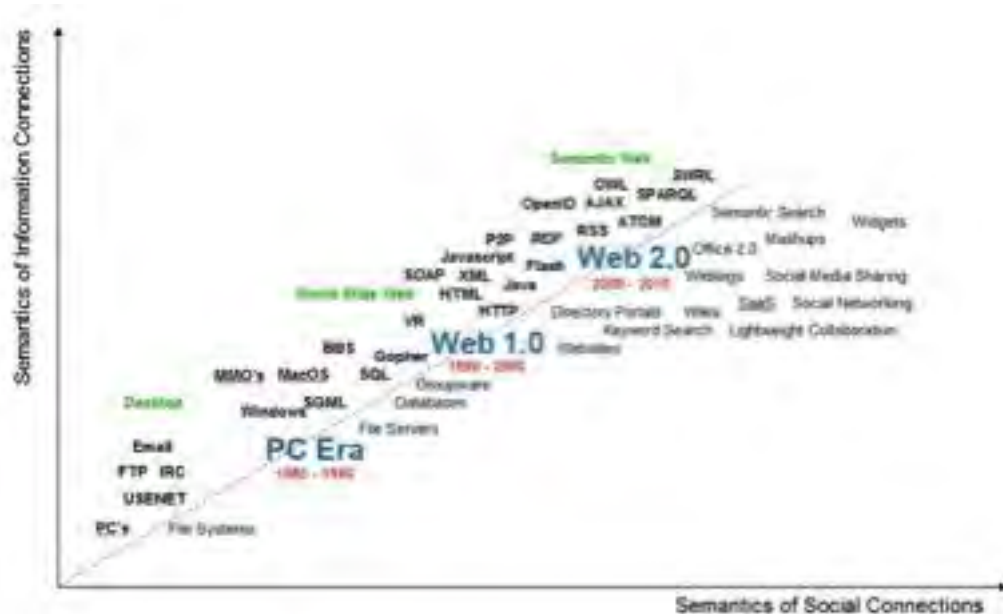 Semantics of Information Connections
Semantic Web
SWRL
OWL
SPARQL
OpenID AJAX
ATOM
Semantic Search
Widgets
RSS
P2P RDF
Mashups
Office 2.0
Javascript
Flash
Web 2.0
SOAP XML
Java
2000 - 2010
Weblogs
Social Media Sharing
World Wide Web
HTML
HTTP
Directory Portals
Wikis
SaaS
Social Networking
VR
Keyword Search
Lightweight Collaboration
Web 1.0
Websites
BBS
Gopher
MMO's MacOS SQL
Groupware
Desktop
Windows
SGML
Databases
File Servers
Email
PC Era
FTP IRC
USENET
PC's
File Systems
Semantics of Social Connections